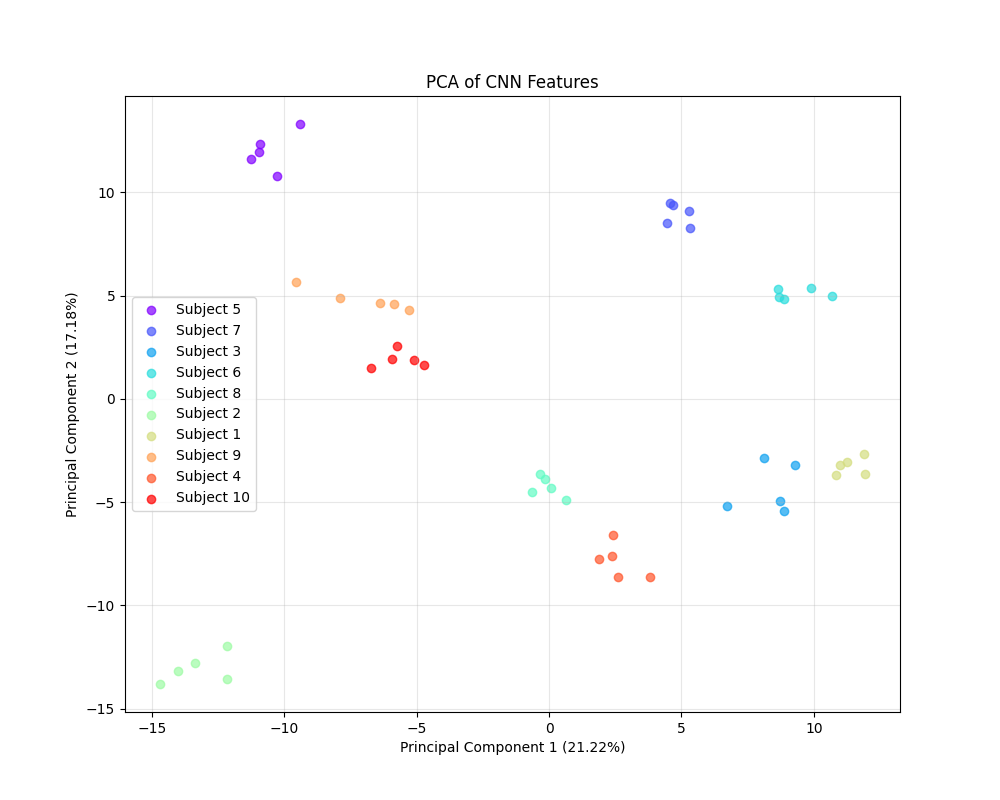 PCA of CNN Features
Principal Component 2 (17.18%)
10
5
0
−5
−10
−15
Subject 5
Subject 7
Subject 3
Subject 6
Subject 8
Subject 2
Subject 1
Subject 9
Subject 4
Subject 10
−15
−10
−5
0
5
10
Principal Component 1 (21.22%)